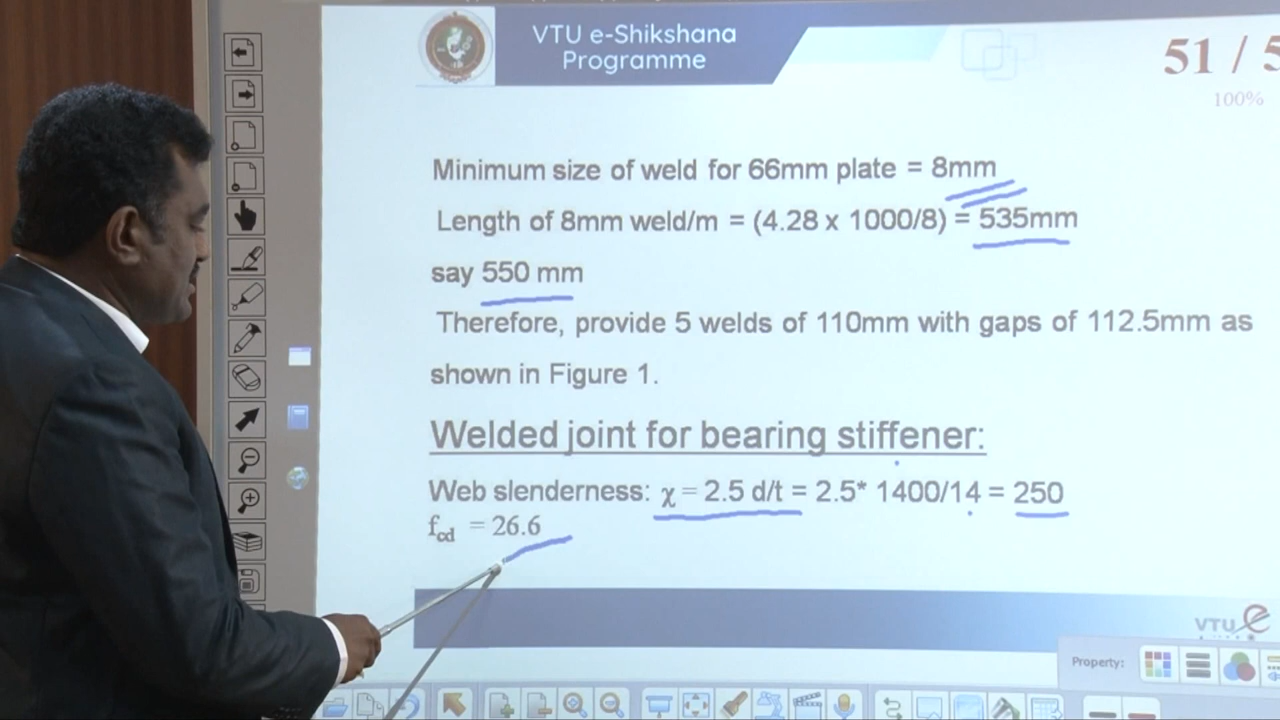 VTU e-Shikshana
Programme
51 / 5
100%
Minimum size of weld for 66mm plate = 8mm
Length of 8mm weld/m = (4.28 x 1000/8) = 535mm
say 550 mm
Therefore, provide 5 welds of 110mm with gaps of 112.5mm as
shown in Figure 1.
Welded joint for bearing stiffener:
Web slenderness: χ = 2.5 d/t = 2.5* 1400/14 = 250
fcd = 26.6
VTU e
Property: